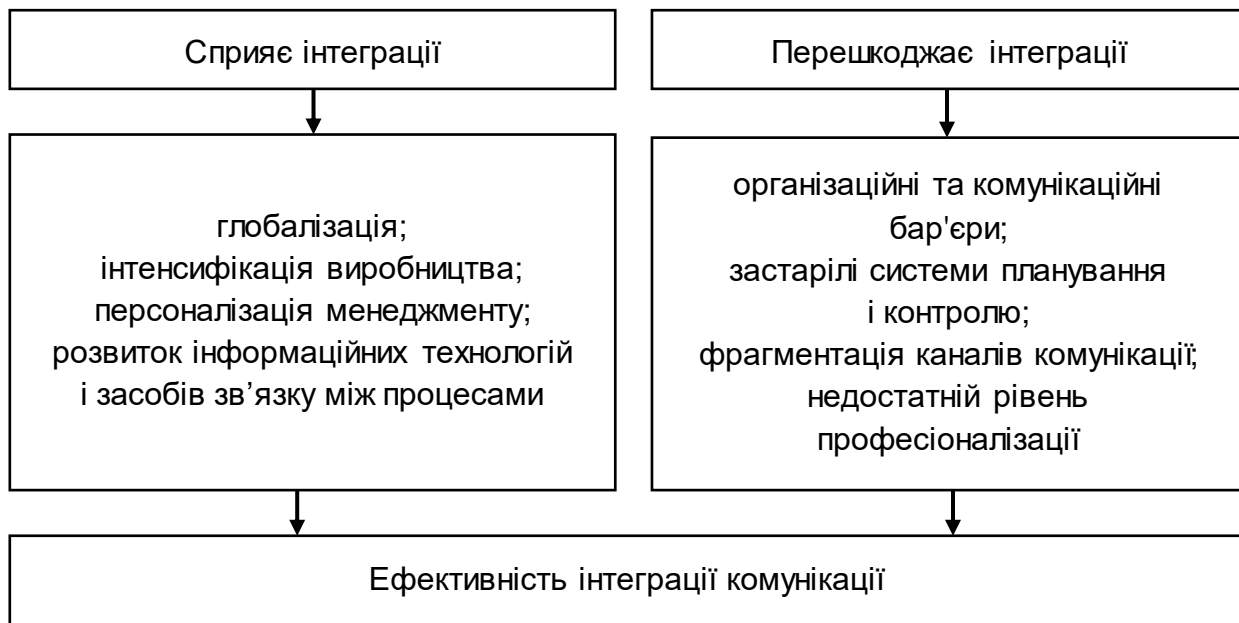 Сприяє інтеграції
Перешкоджає інтеграції
глобалізація;
інтенсифікація виробництва;
персоналізація менеджменту;
розвиток інформаційних технологій
і засобів зв’язку між процесами
організаційні та комунікаційні
бар'єри;
застарілі системи планування
і контролю;
фрагментація каналів комунікації;
недостатній рівень
професіоналізації
Ефективність інтеграції комунікації